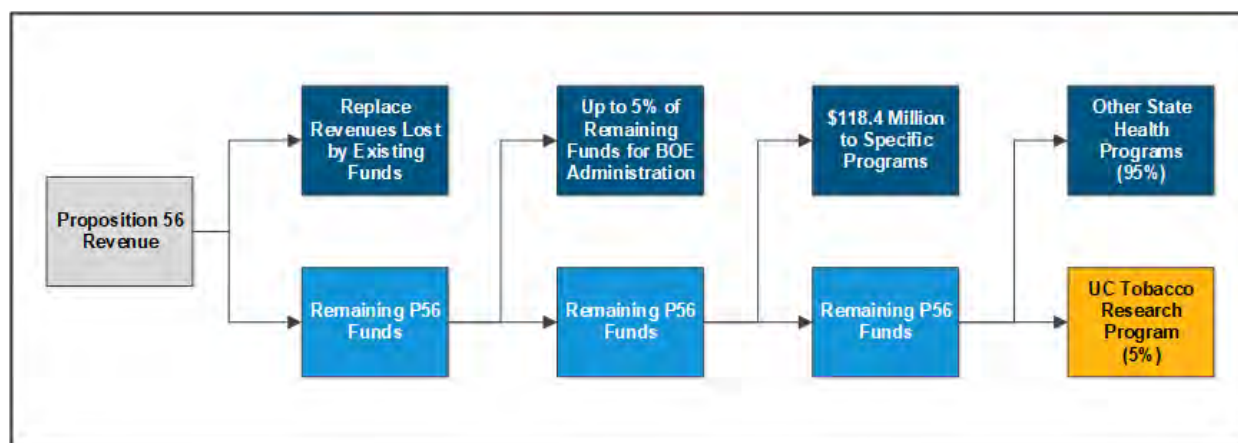 Proposition 56
Revenue
Replace
Revenues Lost
by Existing
Funds
Remaining P56
Funds
Up to 5% of
Remaining
Funds for BOE
Administration
Remaining P56
Funds
$118.4 Million
to Specific
Programs
Remaining P56
Funds
Other State
Health
Programs
(95%)
UC Tobacco
Research
Program
(5%)